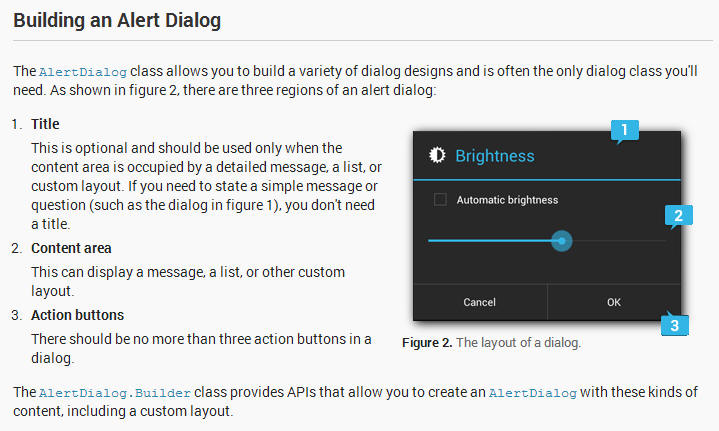 Building an Alert Dialog
The AlertDialog class allows you to build a variety of dialog designs and is often the only dialog class you'll
need. As shown in figure 2, there are three regions of an alert dialog:
1. Title
This is optional and should be used only when the
content area is occupied by a detailed message, a list, or
custom layout. If you need to state a simple message or
question (such as the dialog in figure 1), you don't need
a title.
2. Content area
This can display a message, a list, or other custom
layout.
3. Action buttons
There should be no more than three action buttons in a
dialog.
1
Brightness
Automatic brightness
2
Cancel
OK
3
Figure 2. The layout of a dialog.
The AlertDialog.Builder class provides APIs that allow you to create an AlertDialog with these kinds of
content, including a custom layout.